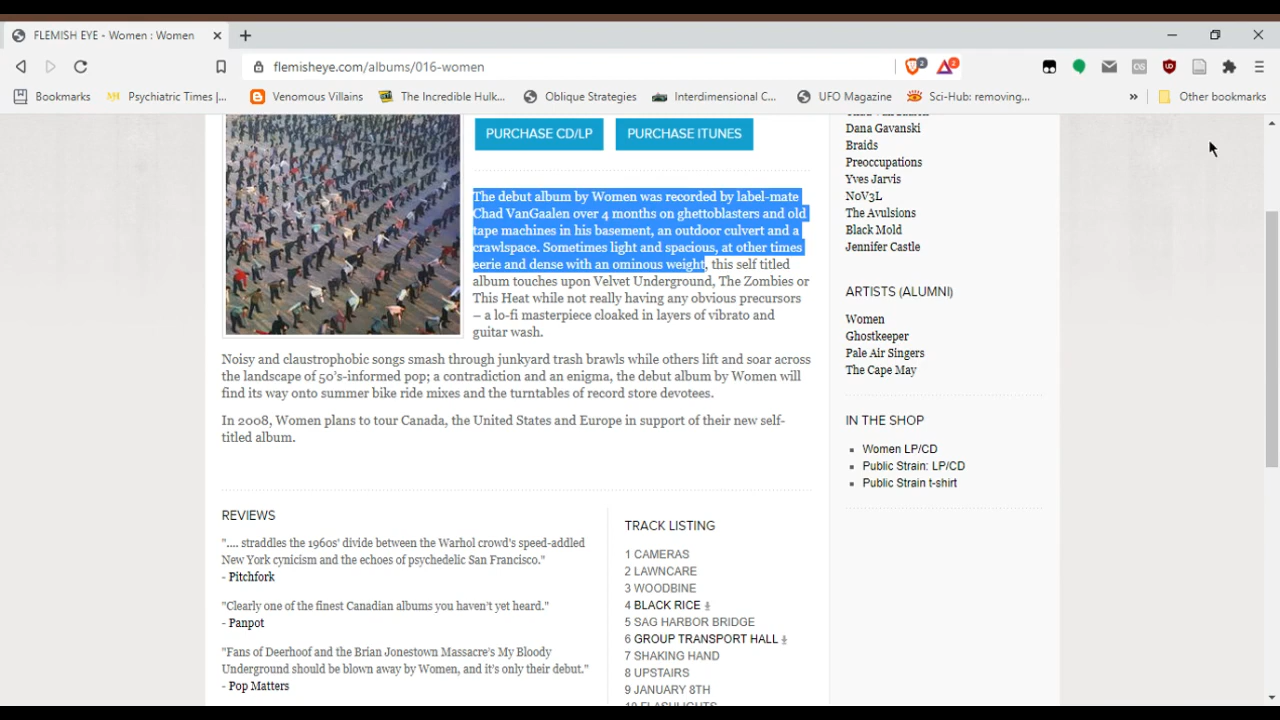 FLEMISH EYE - Women : Women
flemisheye.com/albums/016-women
2
2
Bookmarks
Psychiatric Times |...
Venomous Villains
The Incredible Hulk...
Oblique Strategies
Interdimensional C...
UFO Magazine
Sci-Hub: removing...
Other bookmarks
PURCHASE CD/LP
PURCHASE ITUNES
The debut album by Women was recorded by label-mate
Chad VanGaalen over 4 months on ghettoblasters and old
tape machines in his basement, an outdoor culvert and a
crawlspace. Sometimes light and spacious, at other times
eerie and dense with an ominous weight, this self titled
album touches upon Velvet Underground, The Zombies or
This Heat while not really having any obvious precursors
– a lo-fi masterpiece cloaked in layers of vibrato and
guitar wash.
Noisy and claustrophobic songs smash through junkyard trash brawls while others lift and soar across
the landscape of 50's-informed pop; a contradiction and an enigma, the debut album by Women will
find its way onto summer bike ride mixes and the turntables of record store devotees.
In 2008, Women plans to tour Canada, the United States and Europe in support of their new self-
titled album.
REVIEWS
".... straddles the 1960s' divide between the Warhol crowd's speed-addled
New York cynicism and the echoes of psychedelic San Francisco."
- Pitchfork
"Clearly one of the finest Canadian albums you haven't yet heard."
- Panpot
"Fans of Deerhoof and the Brian Jonestown Massacre's My Bloody
Underground should be blown away by Women, and it's only their debut."
- Pop Matters
TRACK LISTING
1 CAMERAS
2 LAWNCARE
3 WOODBINE
4 BLACK RICE
5 SAG HARBOR BRIDGE
6 GROUP TRANSPORT HALL
7 SHAKING HAND
8 UPSTAIRS
9 JANUARY 8TH
10 FLASHLIGHTS
Chad VanGaalen
Dana Gavanski
Braids
Preoccupations
Yves Jarvis
NoV3L
The Avulsions
Black Mold
Jennifer Castle
ARTISTS (ALUMNI)
Women
Ghostkeeper
Pale Air Singers
The Cape May
IN THE SHOP
Women LP/CD
Public Strain: LP/CD
Public Strain t-shirt